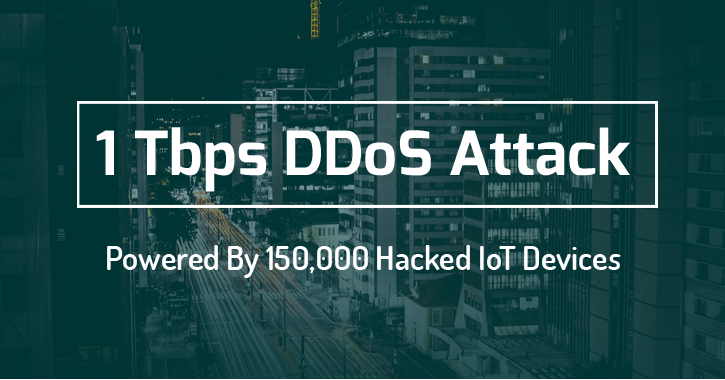 1 Tbps DDoS Attack
Powered By 150,000 Hacked IoT Devices